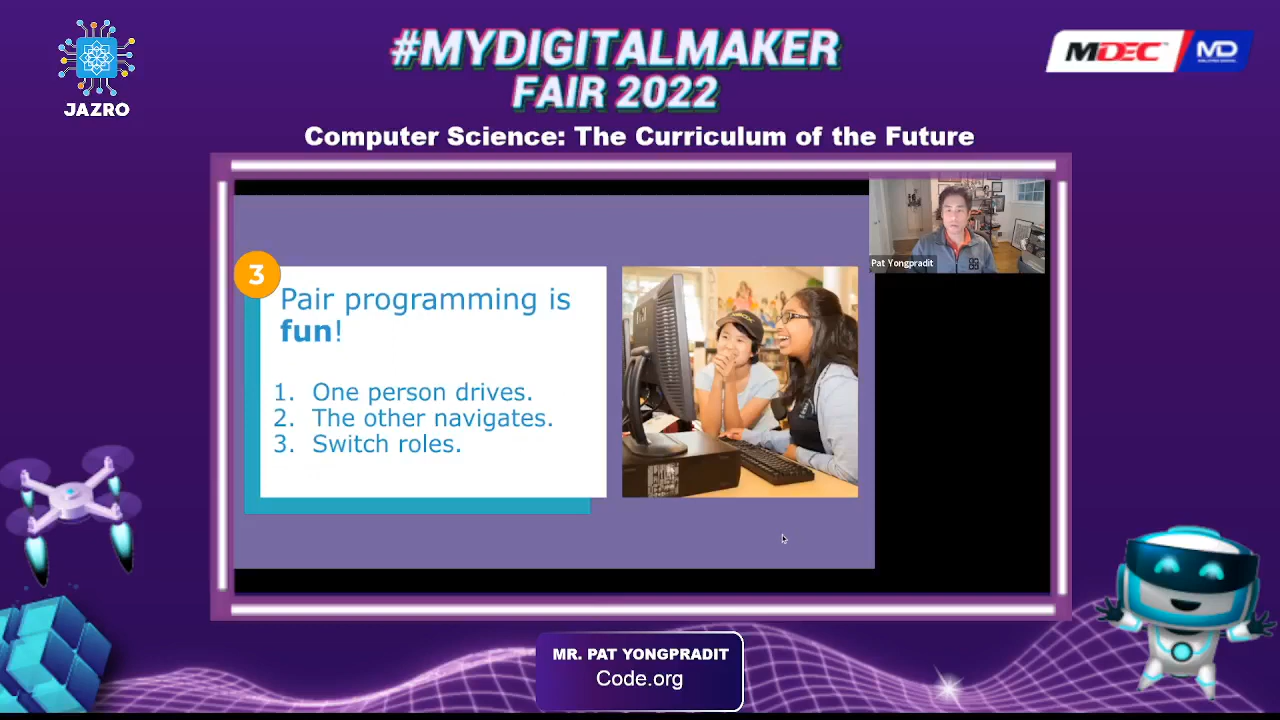 JAZRO
#MYDIGITALMAKER
FAIR 2022
MDEC
MD
Computer Science: The Curriculum of the Future
Pat Yongpradit
3
Pair programming is
fun!
1. One person drives.
2. The other navigates.
3. Switch roles.
MR. PAT YONGPRADIT
Code.org